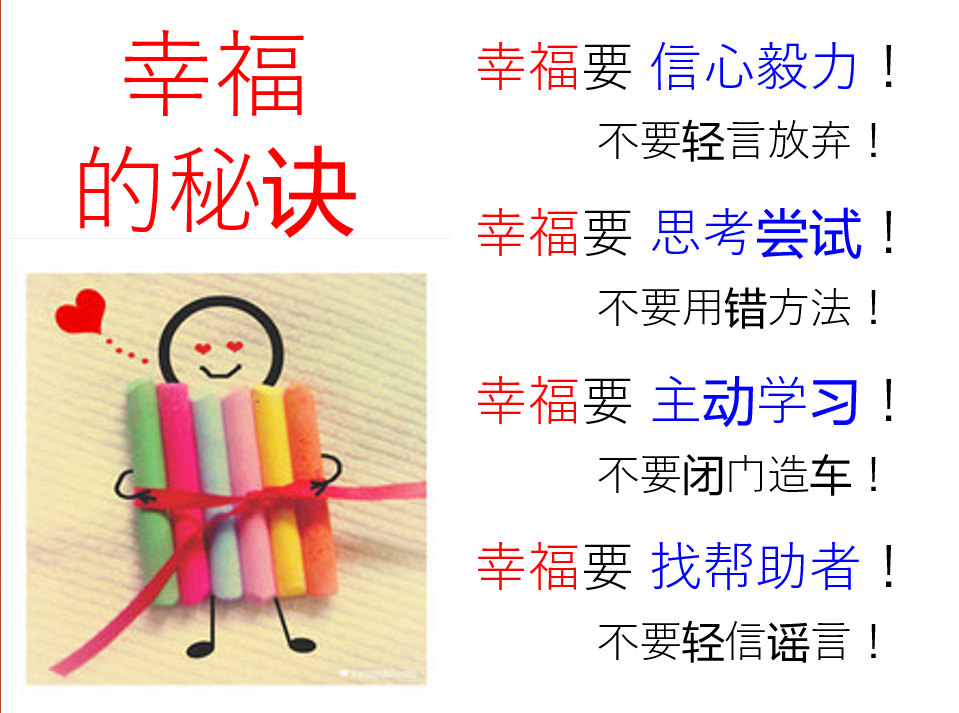 幸福
的秘诀
幸福要 信心毅力！
不要轻言放弃！
幸福要 思考尝试！
不要用错方法！
幸福要 主动学习！
不要闭门造车！
幸福要 找帮助者！
不要轻信谣言！